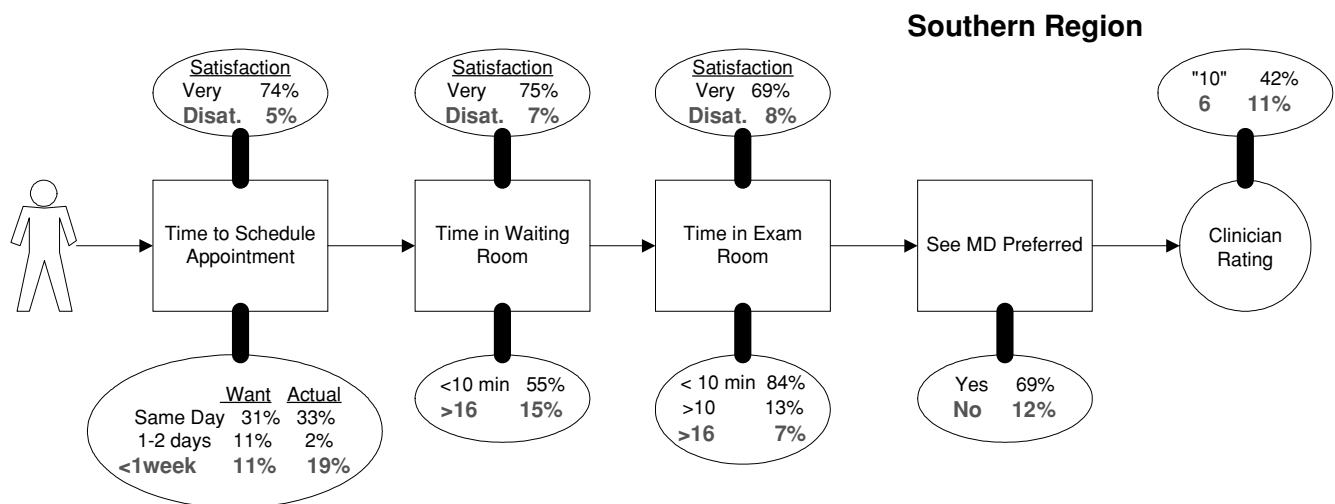 Southern Region
Satisfaction
Very 74%
Disat. 5%
Satisfaction
Very 75%
Disat. 7%
Satisfaction
Very 69%
Disat. 8%
"10" 42%
6 11%
Time to Schedule
Appointment
Time in Waiting
Room
Time in Exam
Room
See MD Preferred
Clinician
Rating
Want Actual
Same Day 31% 33%
1-2 days 11% 2%
<1week 11% 19%
<10 min 55%
>16 15%
< 10 min 84%
>10 13%
>16 7%
Yes 69%
No 12%